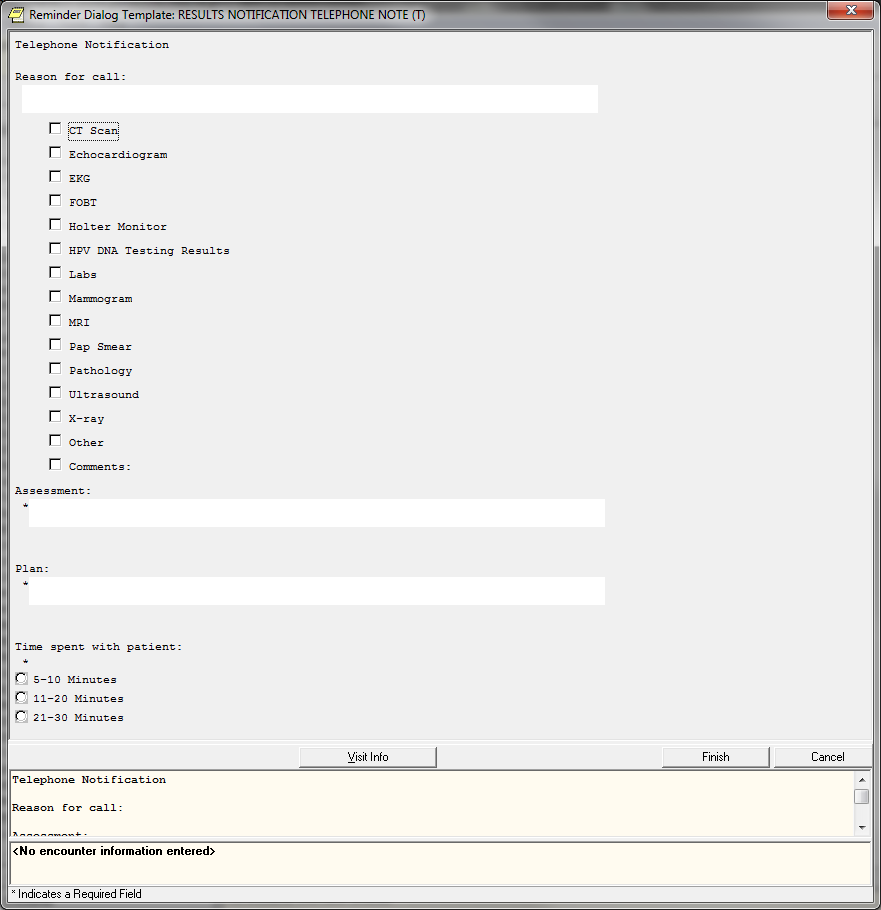 Reminder Dialog Template: RESULTS NOTIFICATION TELEPHONE NOTE (T)
Telephone Notification
Reason for call:
CT Scan
Echocardiogram
EKG
FOBT
Holter Monitor
HPV DNA Testing Results
Labs
Mammogram
MRI
Pap Smear
Pathology
Ultrasound
X-ray
Other
Comments:
Assessment:
*
Plan:
*
Time spent with patient:
*
5-10 Minutes
11-20 Minutes
21-30 Minutes
Visit Info Finish Cancel
Telephone Notification
Reason for call:
Assessment:
<No encounter information entered>
* Indicates a Required Field